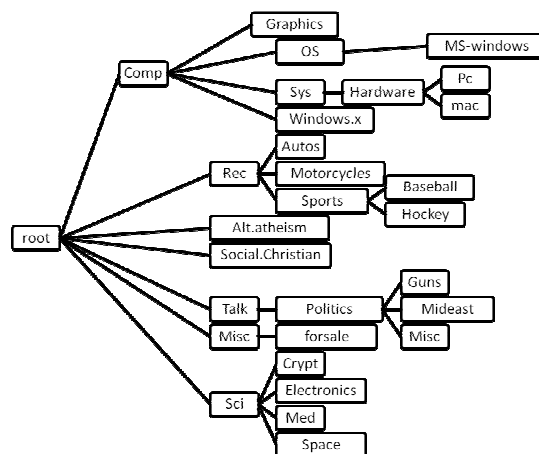 Graphics
OS
MS-windows
Comp
Pc
Sys
Hardware
mac
Windows.x
Autos
Rec
Motorcycles
Baseball
Sports
Hockey
Alt.atheism
root
Social.Christian
Guns
Talk
Politics
Mideast
Misc
forsale
Misc
Crypt
Electronics
Sci
Med
Space